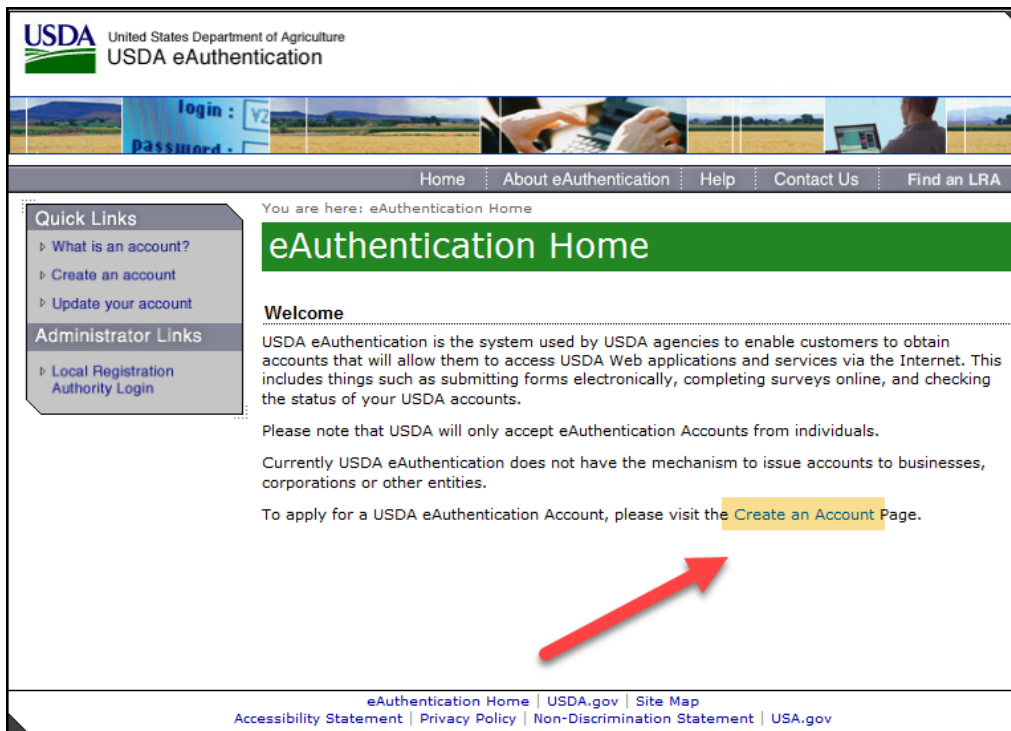 USDA
United States Department of Agriculture
USDA eAuthentication
login :
password :
Home
About eAuthentication
Help
Contact Us
Find an LRA
Quick Links
What is an account?
Create an account
Update your account
Administrator Links
Local Registration
Authority Login
You are here: eAuthentication Home
eAuthentication Home
Welcome
USDA eAuthentication is the system used by USDA agencies to enable customers to obtain
accounts that will allow them to access USDA Web applications and services via the Internet. This
includes things such as submitting forms electronically, completing surveys online, and checking
the status of your USDA accounts.
Please note that USDA will only accept eAuthentication Accounts from individuals.
Currently USDA eAuthentication does not have the mechanism to issue accounts to businesses,
corporations or other entities.
To apply for a USDA eAuthentication Account, please visit the Create an Account Page.
eAuthentication Home | USDA.gov | Site Map
Accessibility Statement | Privacy Policy | Non-Discrimination Statement | USA.gov